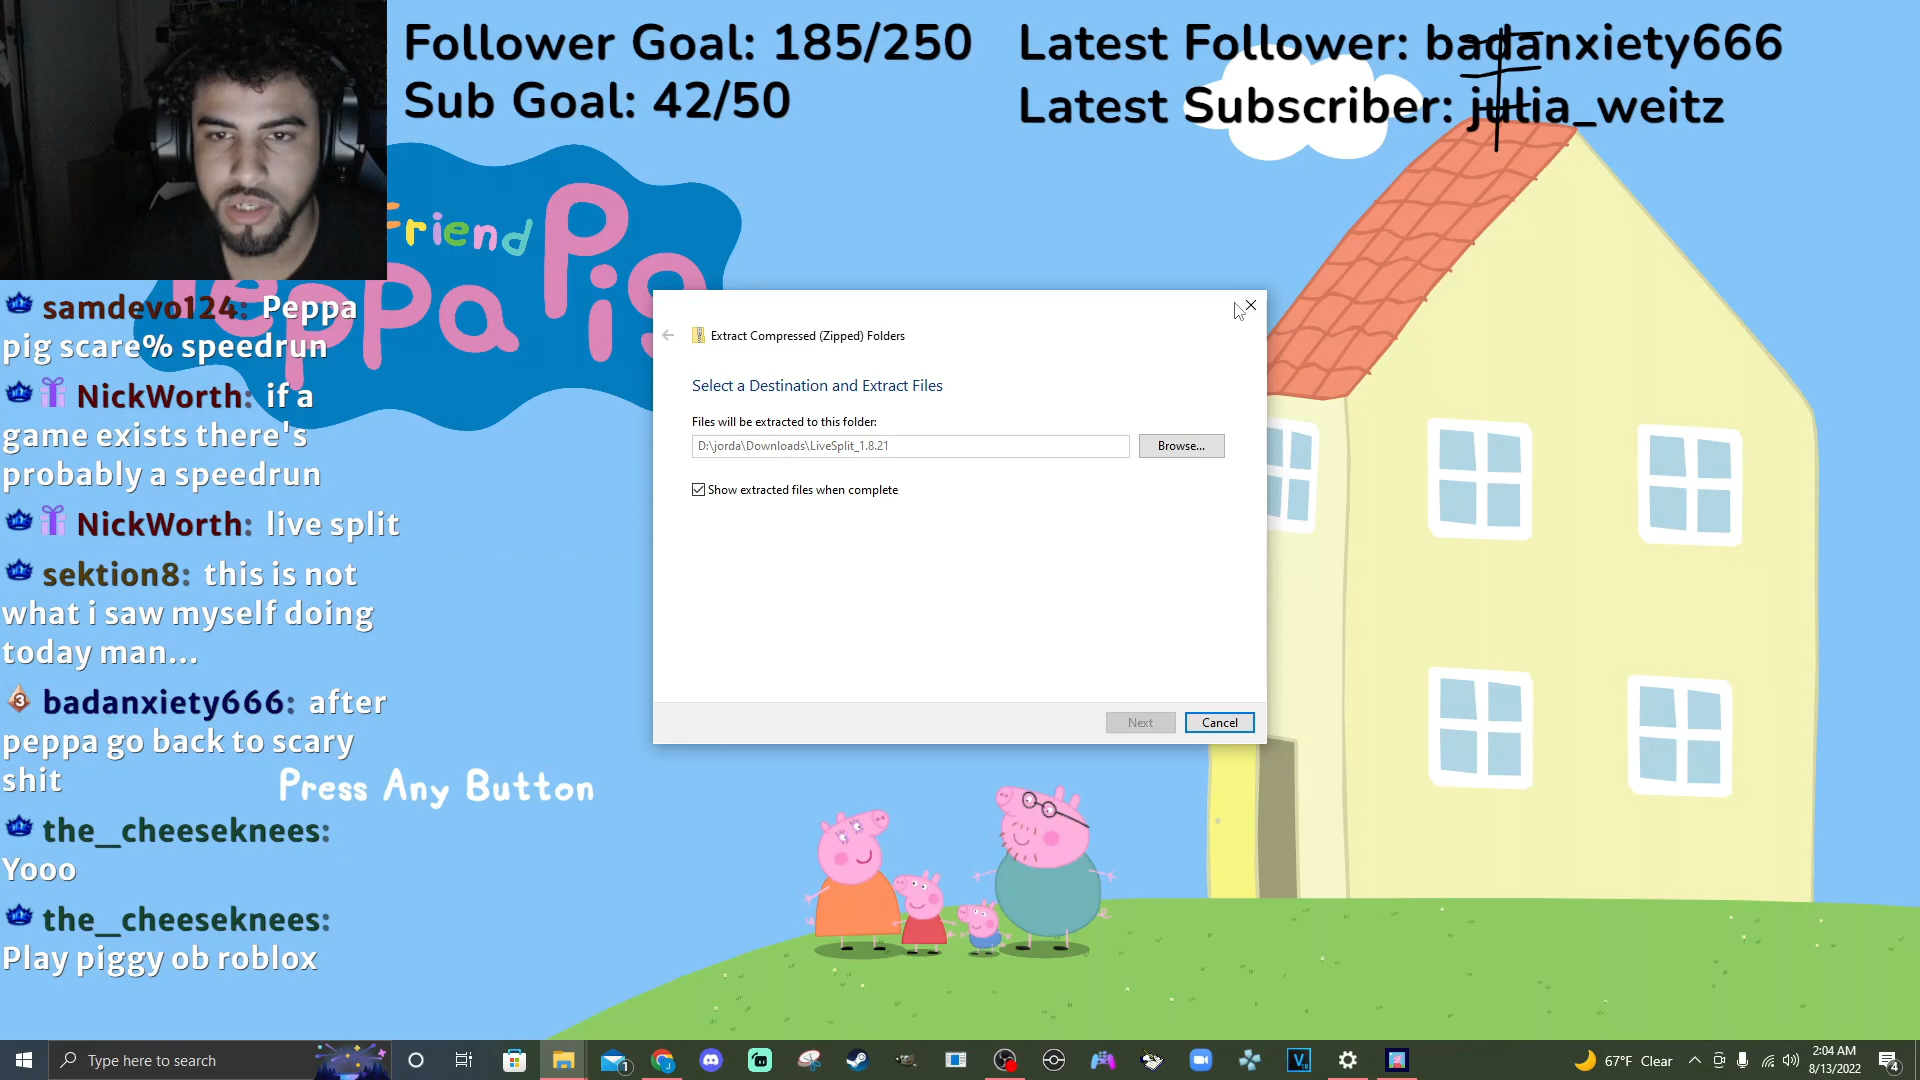 Follower Goal: 185/250
Sub Goal: 42/50
Latest Follower: badanxiety666
Latest Subscriber: julia_weitz
Friend
Peppa
Pig
samdevo124: Peppa
pig scare% speedrun
NickWorth: if a
game exists there's
probably a speedrun
NickWorth: live split
sektion8: this is not
what i saw myself doing
today man...
badanxiety666: after
peppa go back to scary
shit
the__cheeseknees:
Yooo
the__cheeseknees:
Play piggy ob roblox
Press Any Button
Extract Compressed (Zipped) Folders
Select a Destination and Extract Files
Files will be extracted to this folder:
D:\jorda\Downloads\LiveSplit_1.8.21
Browse...
Show extracted files when complete
Next
Cancel
Type here to search
67°F Clear
2:04 AM
8/13/2022